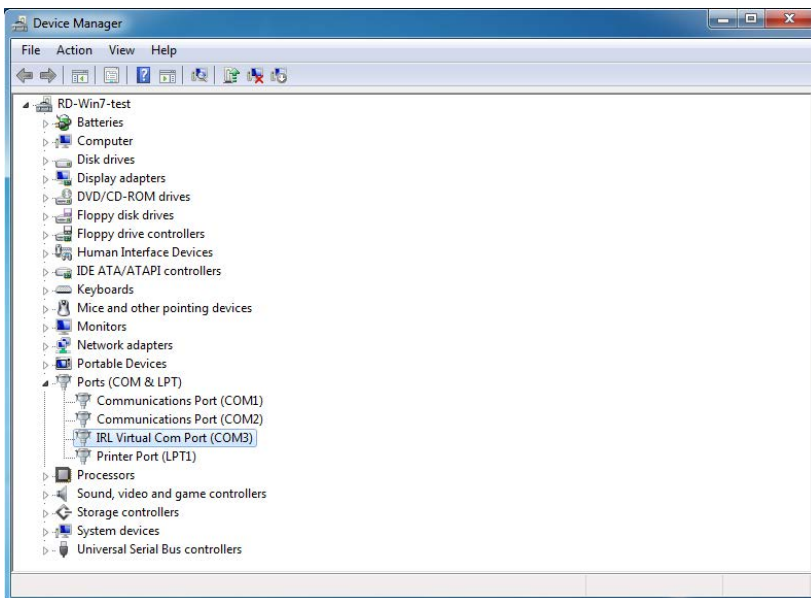 Device Manager
File Action View Help
RD-Win7-test
Batteries
Computer
Disk drives
Display adapters
DVD/CD-ROM drives
Floppy disk drives
Floppy drive controllers
Human Interface Devices
IDE ATA/ATAPI controllers
Keyboards
Mice and other pointing devices
Monitors
Network adapters
Portable Devices
Ports (COM & LPT)
Communications Port (COM1)
Communications Port (COM2)
IRL Virtual Com Port (COM3)
Printer Port (LPT1)
Processors
Sound, video and game controllers
Storage controllers
System devices
Universal Serial Bus controllers